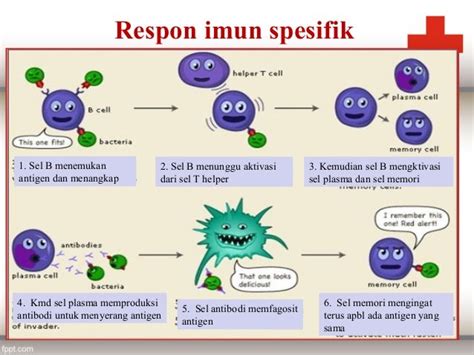 Respon imun spesifik
B cell
This one fits!
bacteria
helper T cell
plasma cell
memory cell
1. Sel B menemukan
antigen dan menangkap
2. Sel B menunggu aktivasi
dari sel T helper
3. Kemudian sel B mengktivasi
sel plasma dan sel memori
memory cells.
antibodies
plasma cell
bacteria
That one looks
delicious!
I remember this
one! Red alert!
memory cell
4. Kmd sel plasma memproduksi
antibodi untuk menyerang antigen
of invader.
5. Sel antibodi memfagosit
antigen
6. Sel memori mengingat
terus apbl ada antigen yang
sama
fppt.com